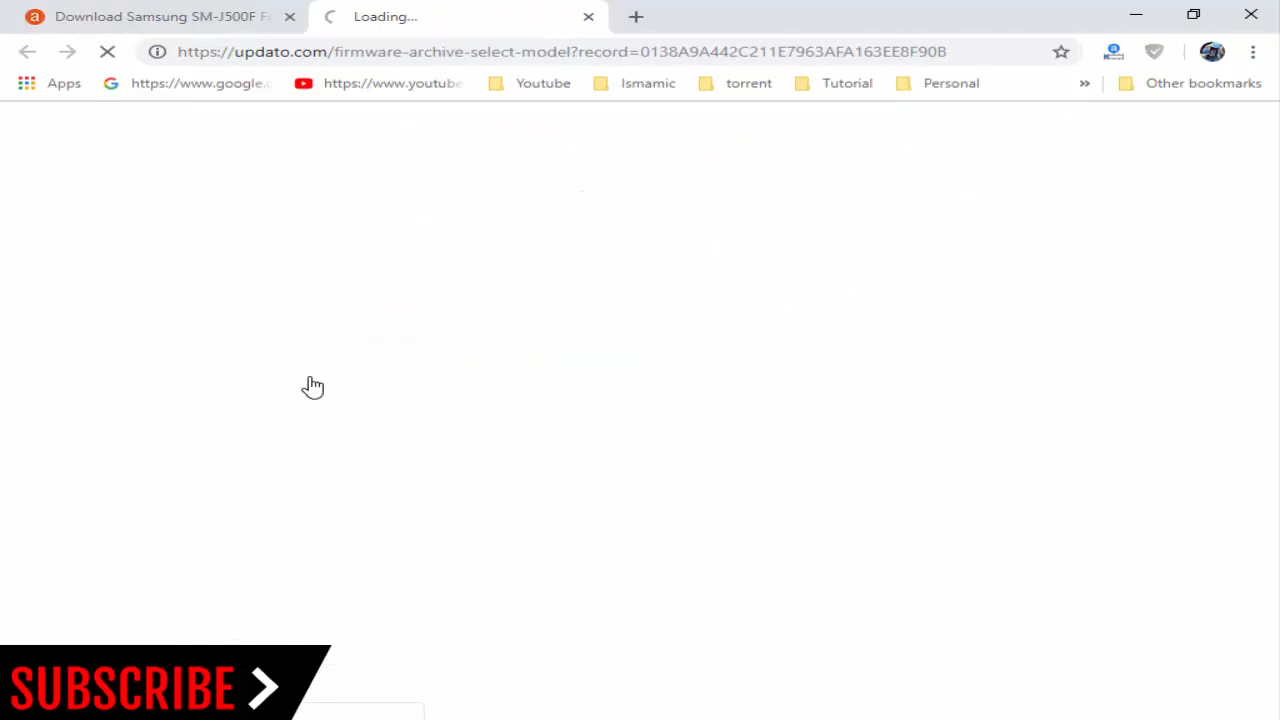 Download Samsung SM-J500F F
Loading...
https://updato.com/firmware-archive-select-model?record=0138A9A442C211E7963AFA163EE8F90B
Apps
https://www.google.c
https://www.youtube
Youtube
Ismamic
torrent
Tutorial
Personal
»
Other bookmarks
SUBSCRIBE